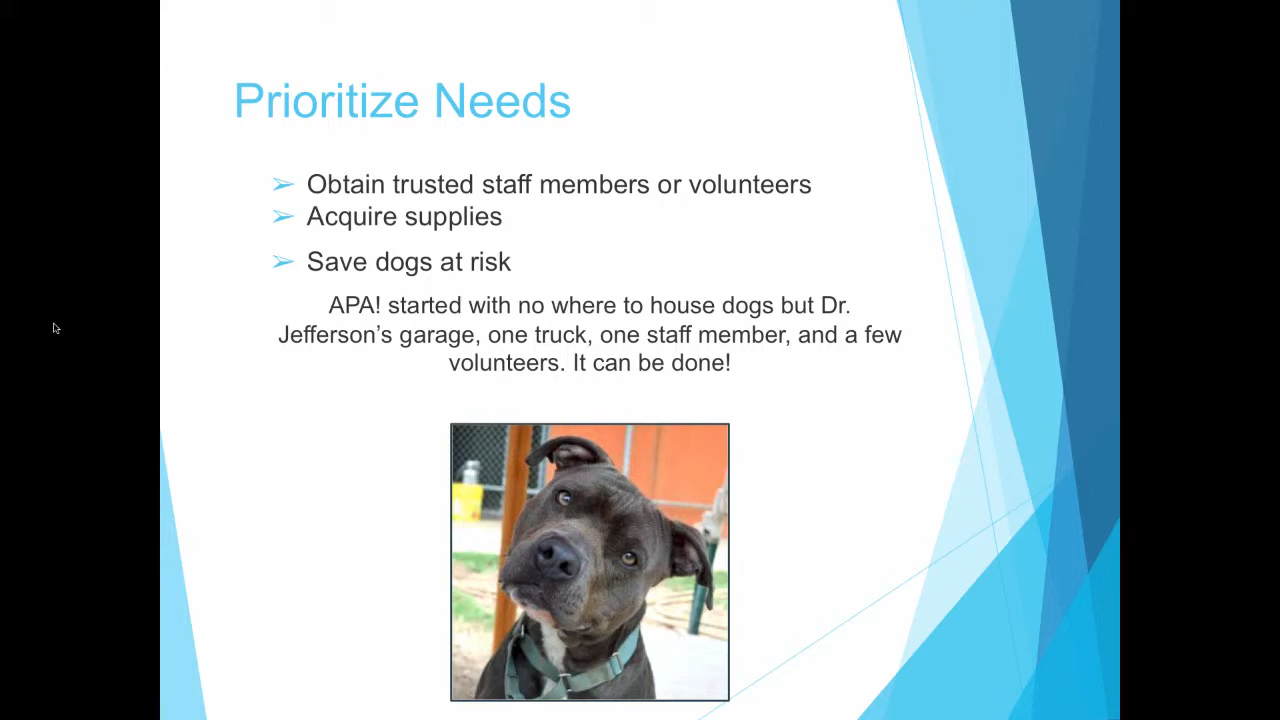 Prioritize Needs
➢ Obtain trusted staff members or volunteers
➢ Acquire supplies
➢ Save dogs at risk
APA! started with no where to house dogs but Dr.
Jefferson’s garage, one truck, one staff member, and a few
volunteers. It can be done!